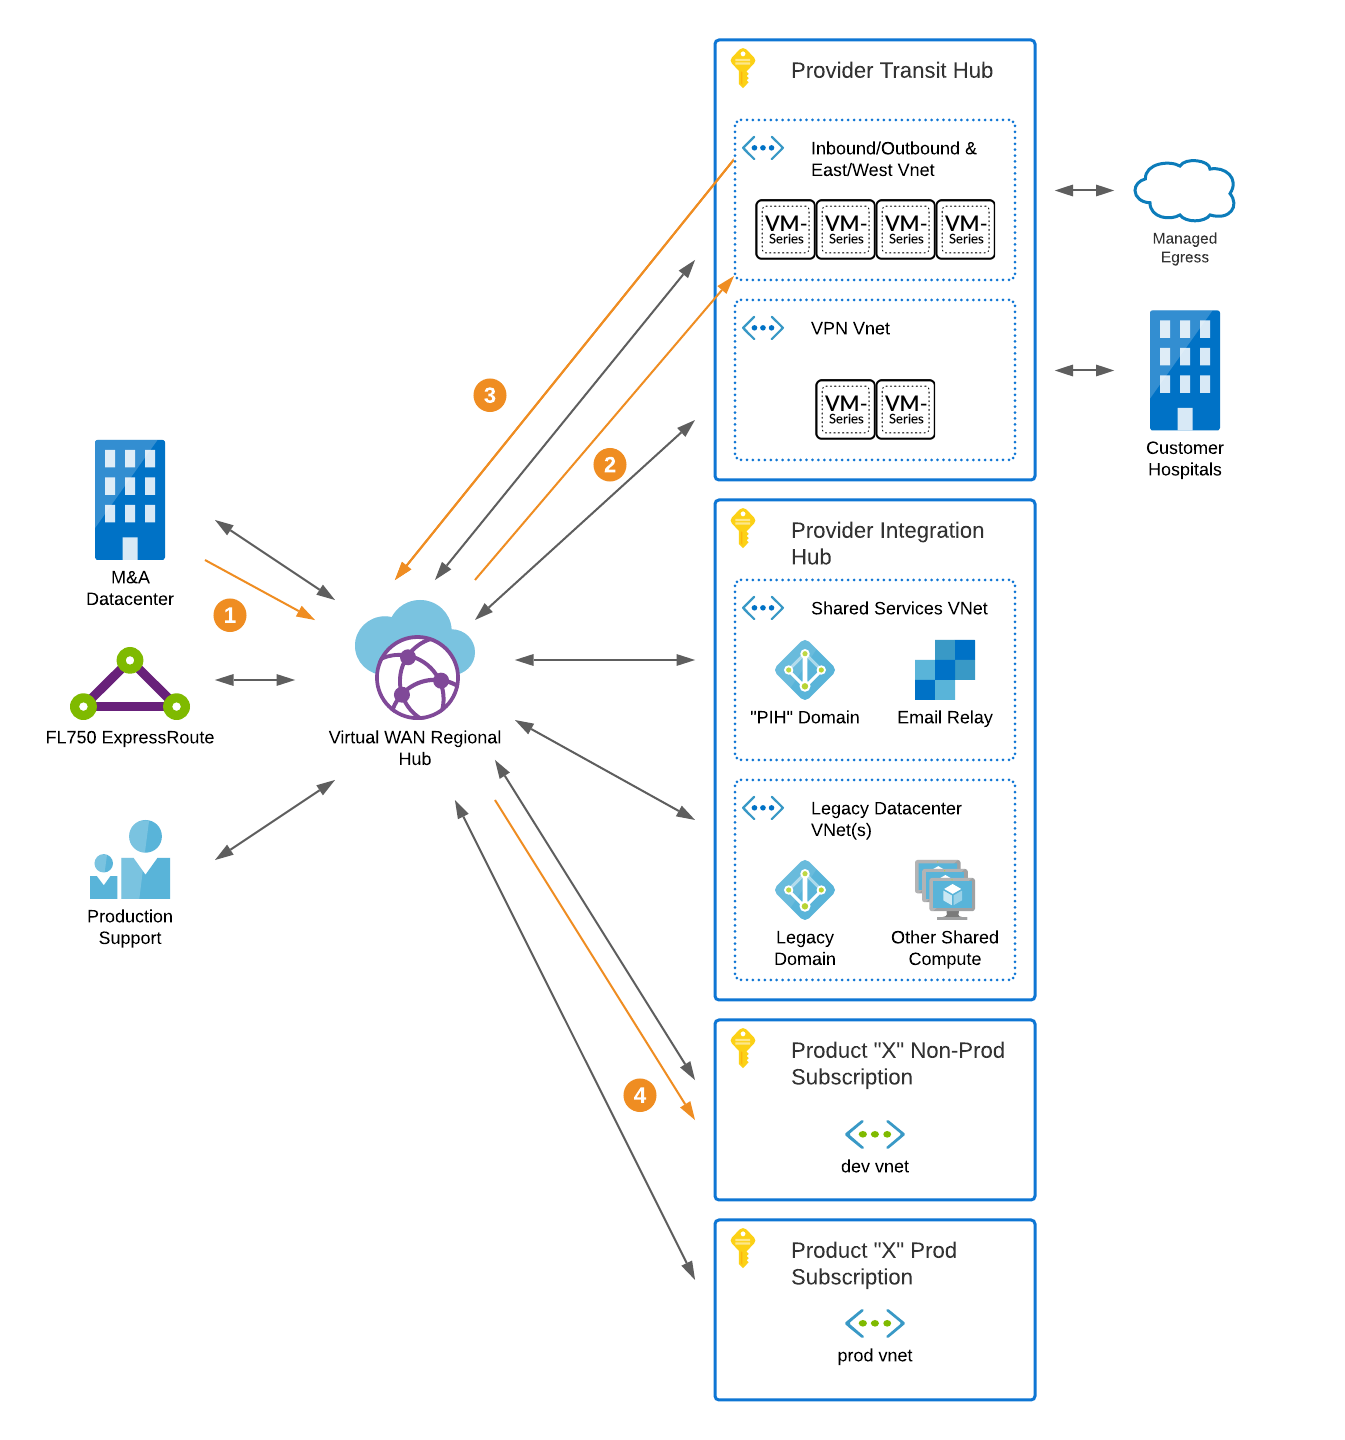 Provider Transit Hub
Inbound/Outbound &
East/West Vnet
VM-
Series
VM-
Series
VM-
Series
VM-
Series
Managed
Egress
VPN Vnet
VM-
Series
VM-
Series
Customer
Hospitals
3
2
M&A
Datacenter
1
FL750 ExpressRoute
Virtual WAN Regional
Hub
Production
Support
Provider Integration
Hub
Shared Services VNet
"PIH" Domain
Email Relay
Legacy Datacenter
VNet(s)
Legacy
Domain
Other Shared
Compute
4
Product "X" Non-Prod
Subscription
dev vnet
Product "X" Prod
Subscription
prod vnet